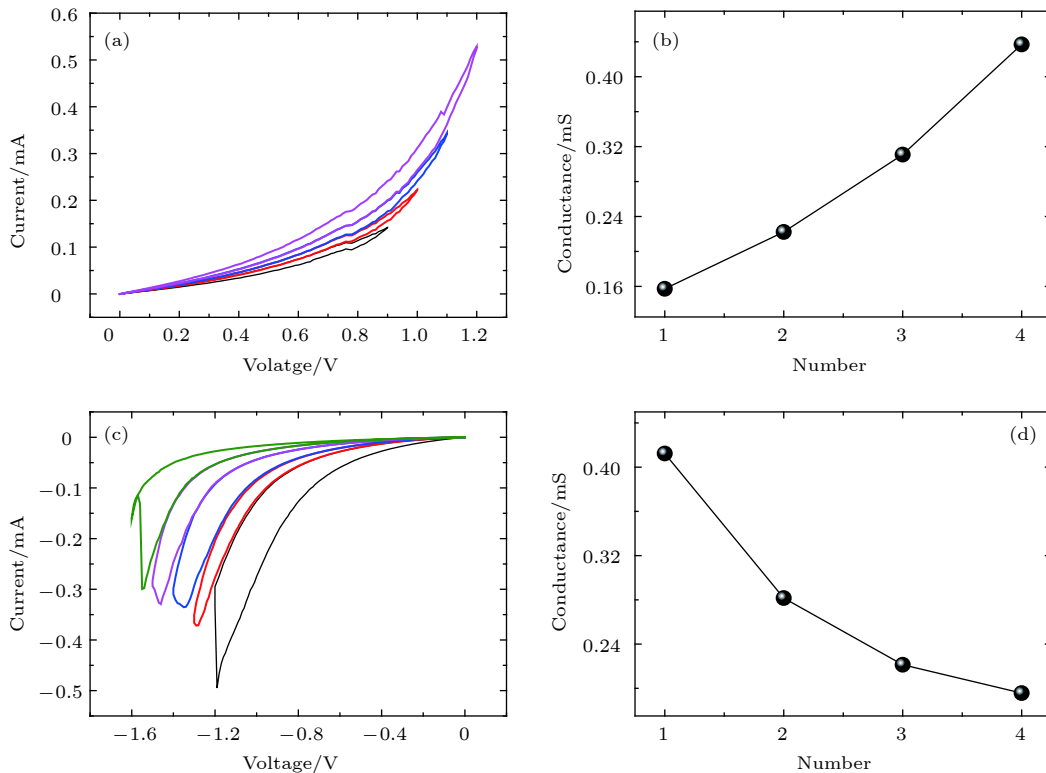 (a)
Current/mA
0.6
0.5
0.4
0.3
0.2
0.1
0
0 0.2 0.4 0.6 0.8 1.0 1.2
Volatge/V
(b)
Conductance/mS
0.40
0.32
0.24
0.16
1 2 3 4
Number
(c)
Current/mA
0
−0.1
−0.2
−0.3
−0.4
−0.5
−1.6 −1.2 −0.8 −0.4 0
Voltage/V
(d)
Conductance/mS
0.40
0.32
0.24
1 2 3 4
Number